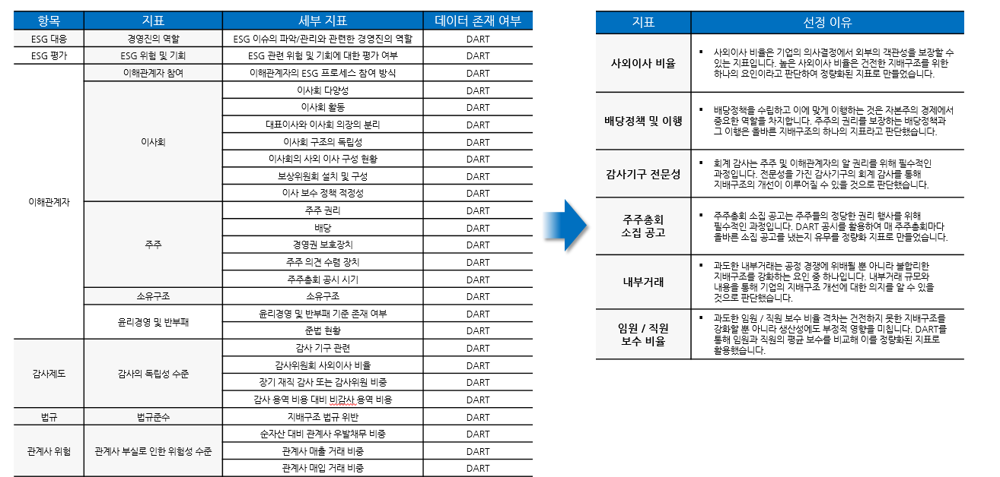 항목 지표 세부 지표 데이터 존재 여부
ESG 대응 경영진의 역할 ESG 이슈의 파악/관리와 관련한 경영진의 역할 DART
ESG 평가 ESG 위험 및 기회 ESG 관련 위험 및 기회에 대한 평가 여부 DART
이해관계자 참여 이해관계자의 ESG 프로세스 참여 방식 DART
이사회 다양성 DART
이사회 활동 DART
대표이사와 이사회 의장의 분리 DART
이사회 이사회 구조의 독립성 DART
이사회의 사외 이사 구성 현황 DART
보상위원회 설치 및 구성 DART
이사 보수 정책 적정성 DART
이해관계자
주주 권리 DART
배당 DART
주주 경영권 보호장치 DART
주주 의견 수렴 장치 DART
주주총회 공시 시기 DART
소유구조 소유구조 DART
윤리경영 및 반부패 윤리경영 및 반부패 기준 존재 여부 DART
준법 현황 DART
감사 기구 관련 DART
감사제도 감사의 독립성 수준 감사위원회 사외이사 비율 DART
장기 재직 감사 또는 감사위원 비중 DART
감사 용역 비용 대비 비감사 용역 비용 DART
법규 법규준수 지배구조 법규 위반 DART
순자산 대비 관계사 우발채무 비중 DART
관계사 위험 관계사 부실로 인한 위험성 수준 관계사 매출 거래 비중 DART
관계사 매입 거래 비중 DART
지표 선정 이유
사외이사 비율
▪ 사외이사 비율은 기업의 의사결정에서 외부의 객관성을 보장할 수
있는 지표입니다. 높은 사외이사 비율은 건전한 지배구조를 위한
하나의 요인이라고 판단하여 정량화된 지표로 만들었습니다.
배당정책 및 이행
▪ 배당정책을 수립하고 이에 맞게 이행하는 것은 자본주의 경제에서
중요한 역할을 차지합니다. 주주의 권리를 보장하는 배당정책과
그 이행은 올바른 지배구조의 하나의 지표라고 판단했습니다.
감사기구 전문성
▪ 회계 감사는 주주 및 이해관계자의 알 권리를 위해 필수적인
과정입니다. 전문성을 가진 감사기구의 회계 감사를 통해
지배구조의 개선이 이루어질 수 있을 것으로 판단했습니다.
주주총회
소집 공고
▪ 주주총회 소집 공고는 주주들의 정당한 권리 행사를 위해
필수적인 과정입니다. DART 공시를 활용하여 매 주주총회마다
올바른 소집 공고를 냈는지 유무를 정량화 지표로 만들었습니다.
내부거래
▪ 과도한 내부거래는 공정 경쟁에 위배될 뿐 아니라 불합리한
지배구조를 강화하는 요인 중 하나입니다. 내부거래 규모와
내용을 통해 기업의 지배구조 개선에 대한 의지를 알 수 있을
것으로 판단했습니다.
임원 / 직원
보수 비율
▪ 과도한 임원 / 직원 보수 비율 격차는 건전하지 못한 지배구조를
강화할 뿐 아니라 생산성에도 부정적 영향을 미칩니다. DART를
통해 임원과 직원의 평균 보수를 비교해 이를 정량화된 지표로
활용했습니다.